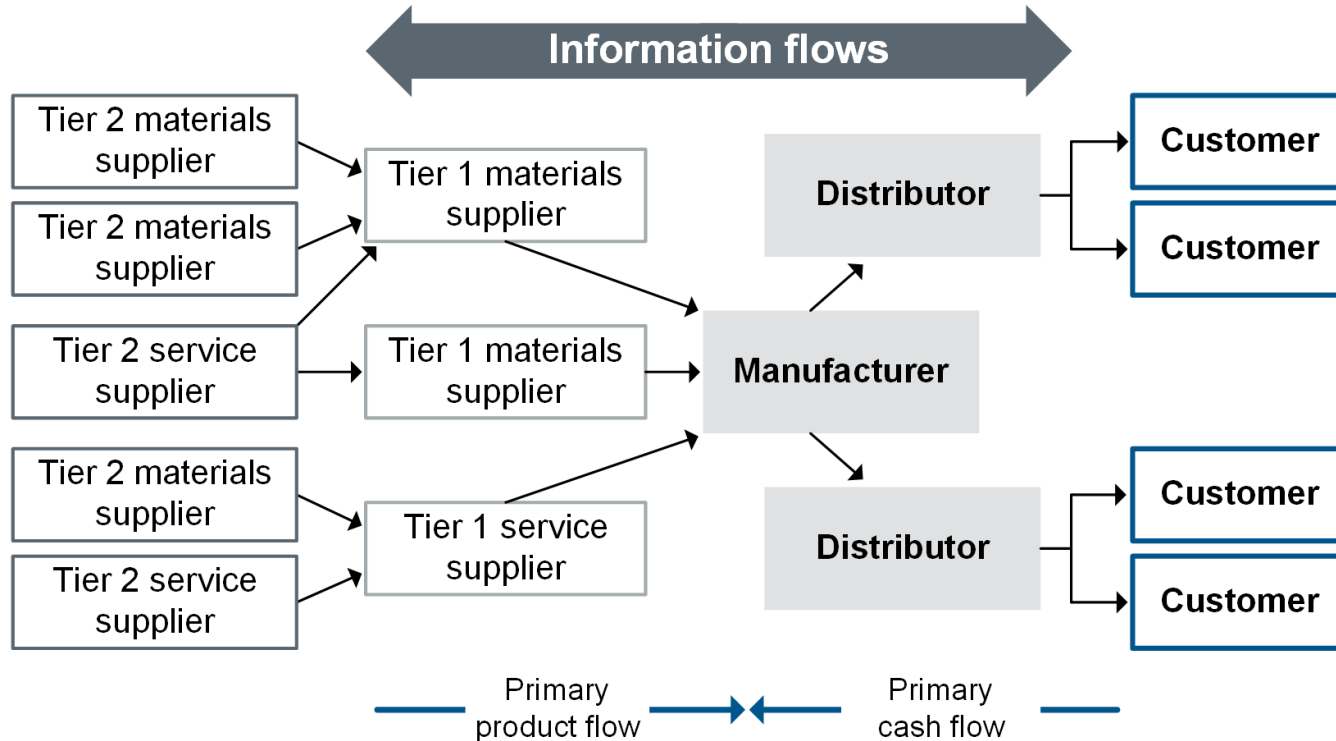 Information flows
Tier 2 materials
supplier
Tier 2 materials
supplier
Tier 2 service
supplier
Tier 2 materials
supplier
Tier 2 service
supplier
Tier 1 materials
supplier
Tier 1 materials
supplier
Tier 1 service
supplier
Manufacturer
Distributor
Distributor
Customer
Customer
Customer
Customer
Primary
product flow
Primary
cash flow